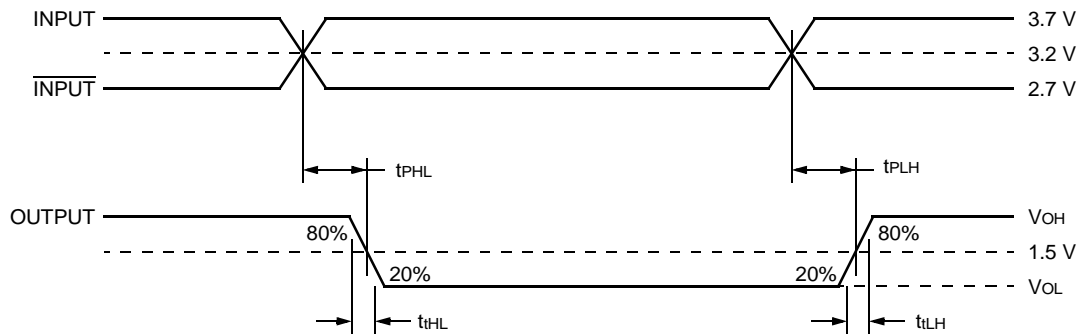 INPUT
3.7 V
3.2 V
INPUT
2.7 V
tPHL
tPLH
OUTPUT
VOH
80%
80%
1.5 V
20%
20%
VOL
ttHL
ttLH